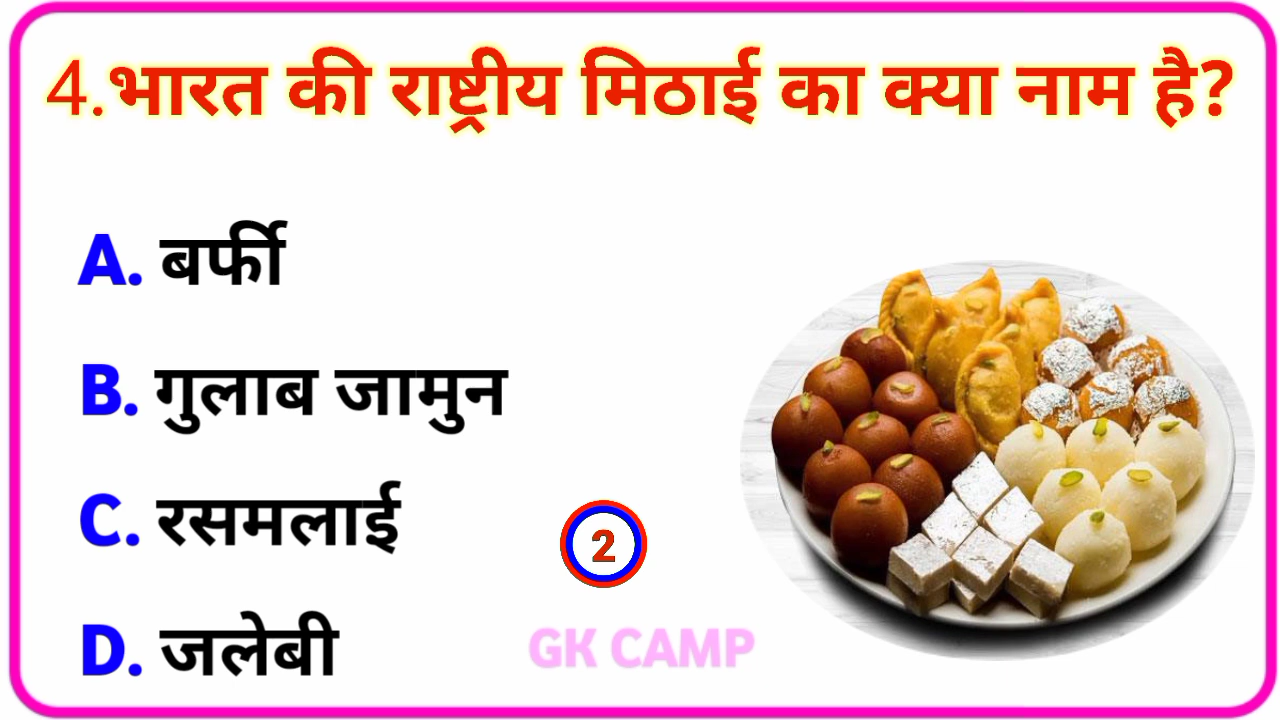 4.भारत की राष्ट्रीय मिठाई का क्या नाम है?
A. बर्फी
B. गुलाब जामुन
C. रसमलाई
2
D. जलेबी
GK CAMP